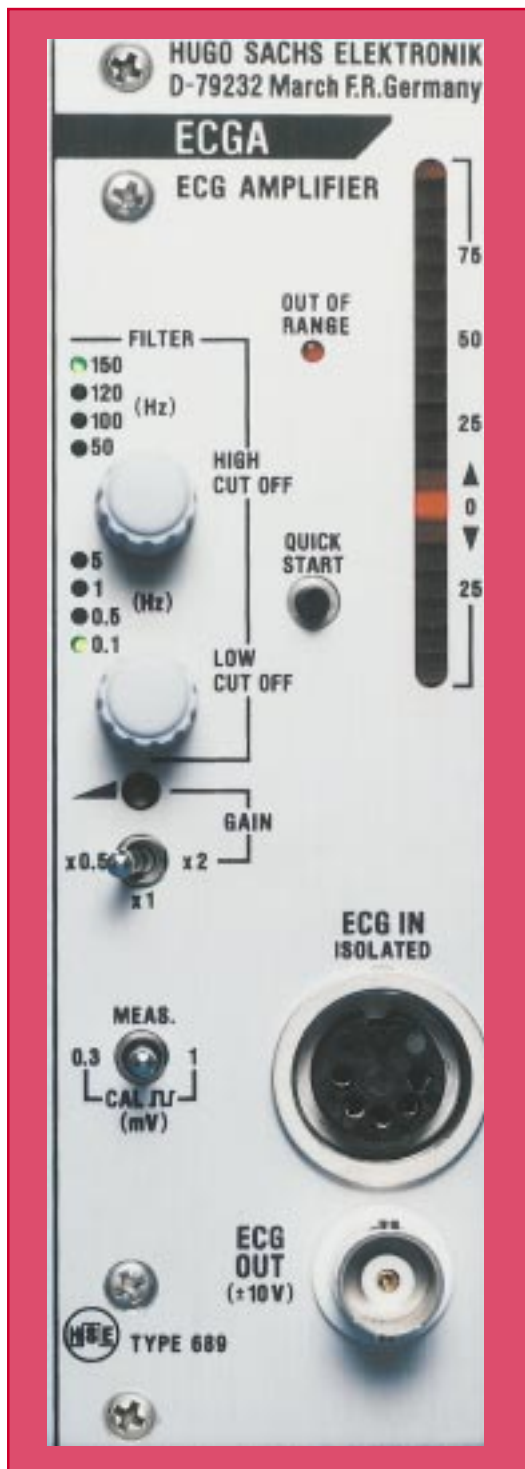 HUGO SACHS ELEKTRONIK
D-79232 March F.R.Germany
ECGA
ECG AMPLIFIER
75
OUT OF
RANGE
50
FILTER
150
120
(Hz)
100
50
25
HIGH
CUT OFF
0
QUICK
START
5
1
(Hz)
0.5
0.1
25
LOW
CUT OFF
GAIN
x0.5
x2
x1
ECG IN
ISOLATED
MEAS.
0.3
1
CAL
(mV)
ECG
OUT
(±10V)
HSE
TYPE 689